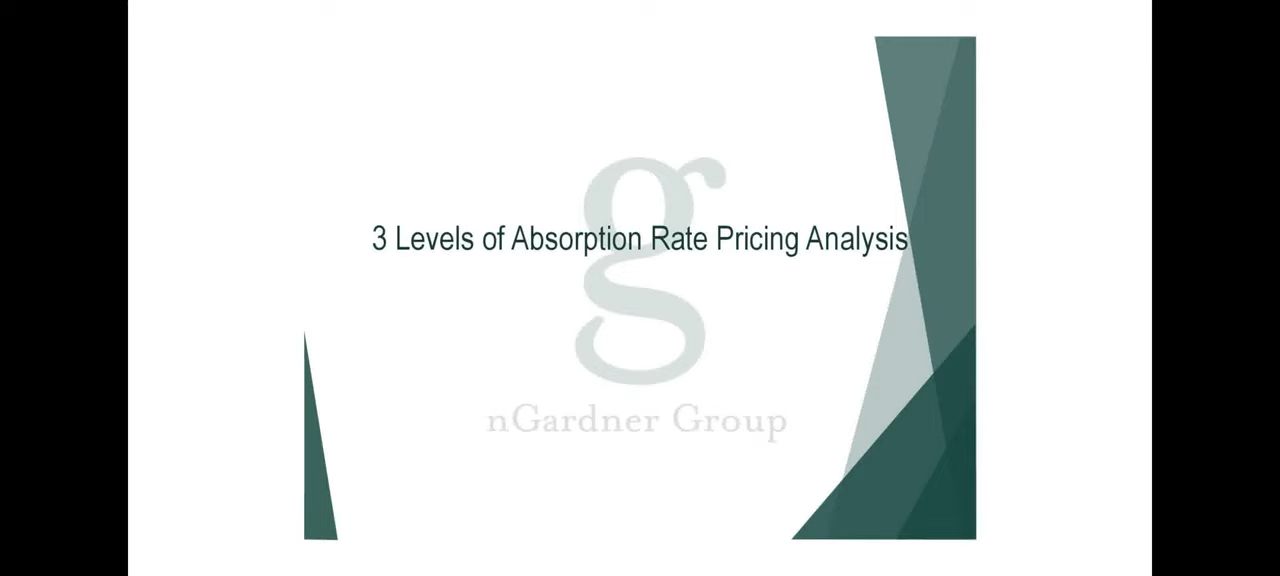 3 Levels of Absorption Rate Pricing Analysis
g
nGardner Group